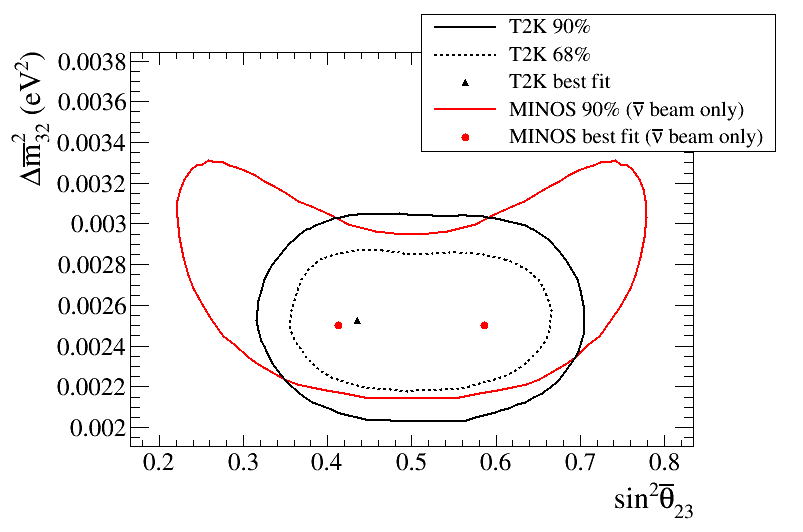 T2K 90%
T2K 68%
T2K best fit
MINOS 90% (ν̅ beam only)
MINOS best fit (ν̅ beam only)
Δm̅²₃₂ (eV²)
0.0038
0.0036
0.0034
0.0032
0.003
0.0028
0.0026
0.0024
0.0022
0.002
0.2 0.3 0.4 0.5 0.6 0.7 0.8
sin²θ̅₂₃